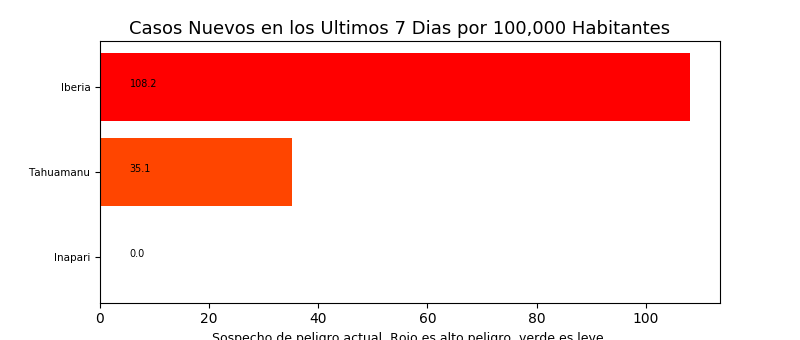 Casos Nuevos en los Ultimos 7 Dias por 100,000 Habitantes
Iberia
108.2
Tahuamanu
35.1
Inapari
0.0
0 20 40 60 80 100
Sospecho de peligro actual. Rojo es alto peligro, verde es leve